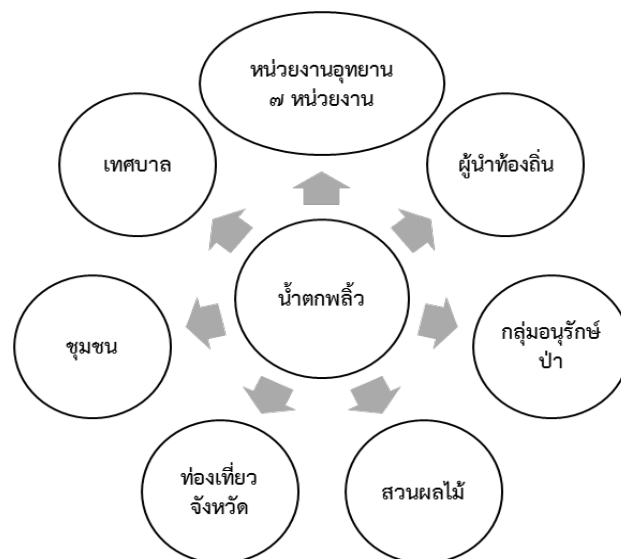 หน่วยงานอุทยาน
๗ หน่วยงาน
เทศบาล
ผู้นำท้องถิ่น
น้ำตกพลิ้ว
ชุมชน
กลุ่มอนุรักษ์
ป่า
ท่องเที่ยว
จังหวัด
สวนผลไม้